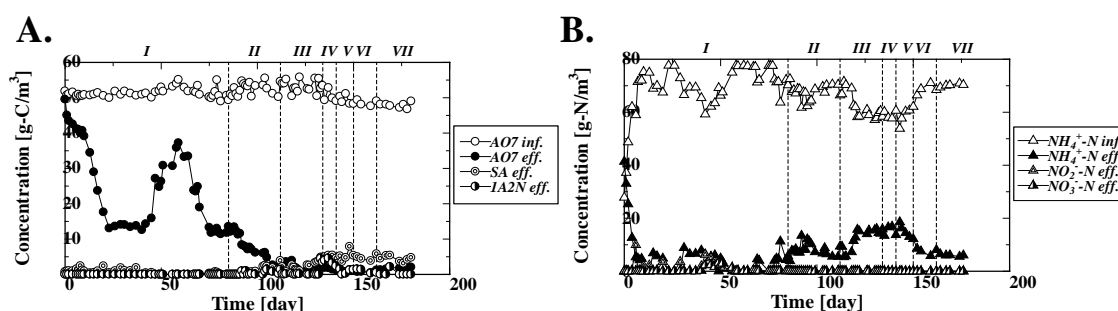 A.
I II III IV V VI VII
Concentration [g-C/m³]
60
50
40
30
20
10
0
0 50 100 150 200
Time [day]
AO7 inf.
AO7 eff.
SA eff.
1A2N eff.
B.
I II III IV V VI VII
Concentration [g-N/m³]
80
60
40
20
0
0 50 100 150 200
Time [day]
NH₄⁺-N inf
NH₄⁺-N eff
NO₂⁻-N eff.
NO₃⁻-N eff.